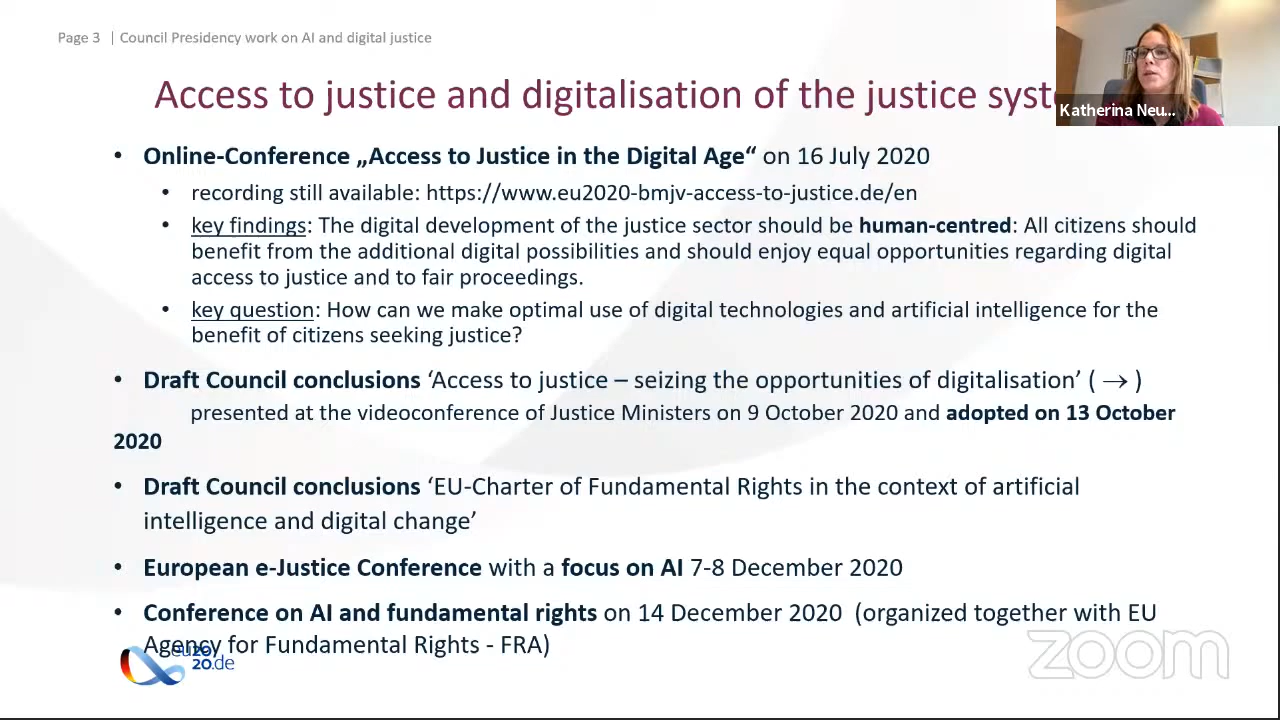 Page 3 | Council Presidency work on AI and digital justice
Access to justice and digitalisation of the justice syst
Katherina Neu...
• Online-Conference „Access to Justice in the Digital Age“ on 16 July 2020
• recording still available: https://www.eu2020-bmjv-access-to-justice.de/en
• key findings: The digital development of the justice sector should be human-centred: All citizens should
benefit from the additional digital possibilities and should enjoy equal opportunities regarding digital
access to justice and to fair proceedings.
• key question: How can we make optimal use of digital technologies and artificial intelligence for the
benefit of citizens seeking justice?
• Draft Council conclusions ‘Access to justice – seizing the opportunities of digitalisation’ ( → )
presented at the videoconference of Justice Ministers on 9 October 2020 and adopted on 13 October
2020
• Draft Council conclusions ‘EU-Charter of Fundamental Rights in the context of artificial
intelligence and digital change’
• European e-Justice Conference with a focus on AI 7-8 December 2020
• Conference on AI and fundamental rights on 14 December 2020 (organized together with EU
Agency for Fundamental Rights - FRA)
eu20
20.de
zoom